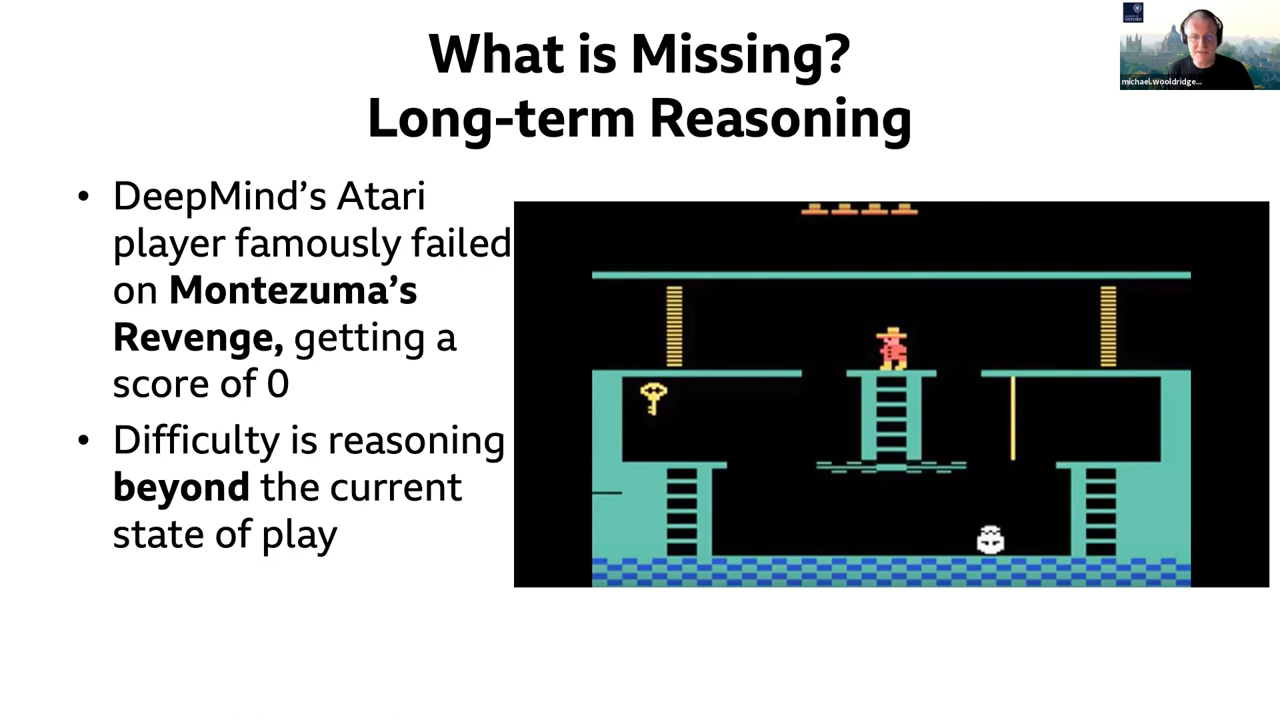 What is Missing?
Long-term Reasoning
michael.wooldridge...
• DeepMind’s Atari
player famously failed
on Montezuma’s
Revenge, getting a
score of 0
• Difficulty is reasoning
beyond the current
state of play